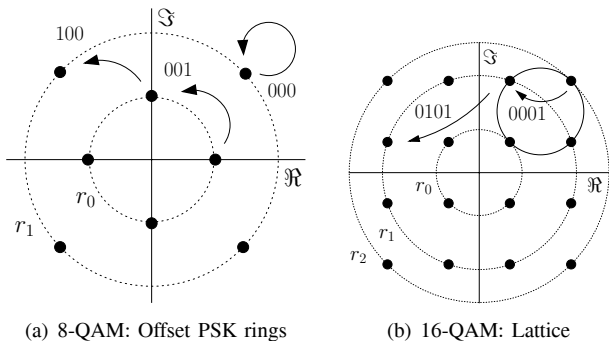 ℑ
100
001
000
r0
ℜ
r1
(a) 8-QAM: Offset PSK rings
ℑ
0101
0001
r0
ℜ
r1
r2
(b) 16-QAM: Lattice